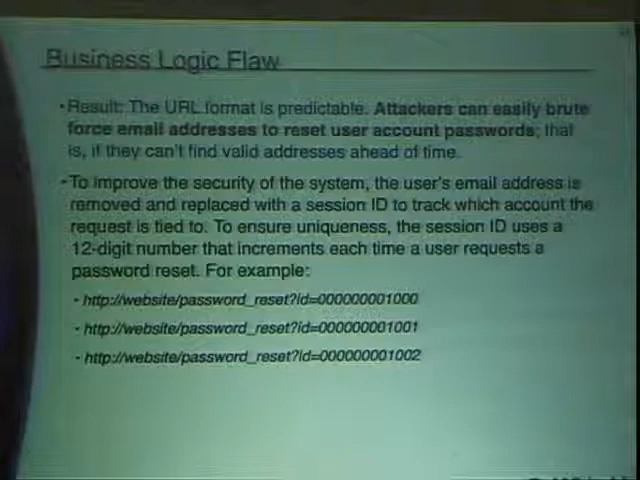 Business Logic Flaw
•Result: The URL format is predictable. Attackers can easily brute
force email addresses to reset user account passwords; that
is, if they can't find valid addresses ahead of time.
•To improve the security of the system, the user's email address is
removed and replaced with a session ID to track which account the
request is tied to. To ensure uniqueness, the session ID uses a
12-digit number that increments each time a user requests a
password reset. For example:
• http://website/password_reset?id=000000001000
• http://website/password_reset?id=000000001001
• http://website/password_reset?id=000000001002